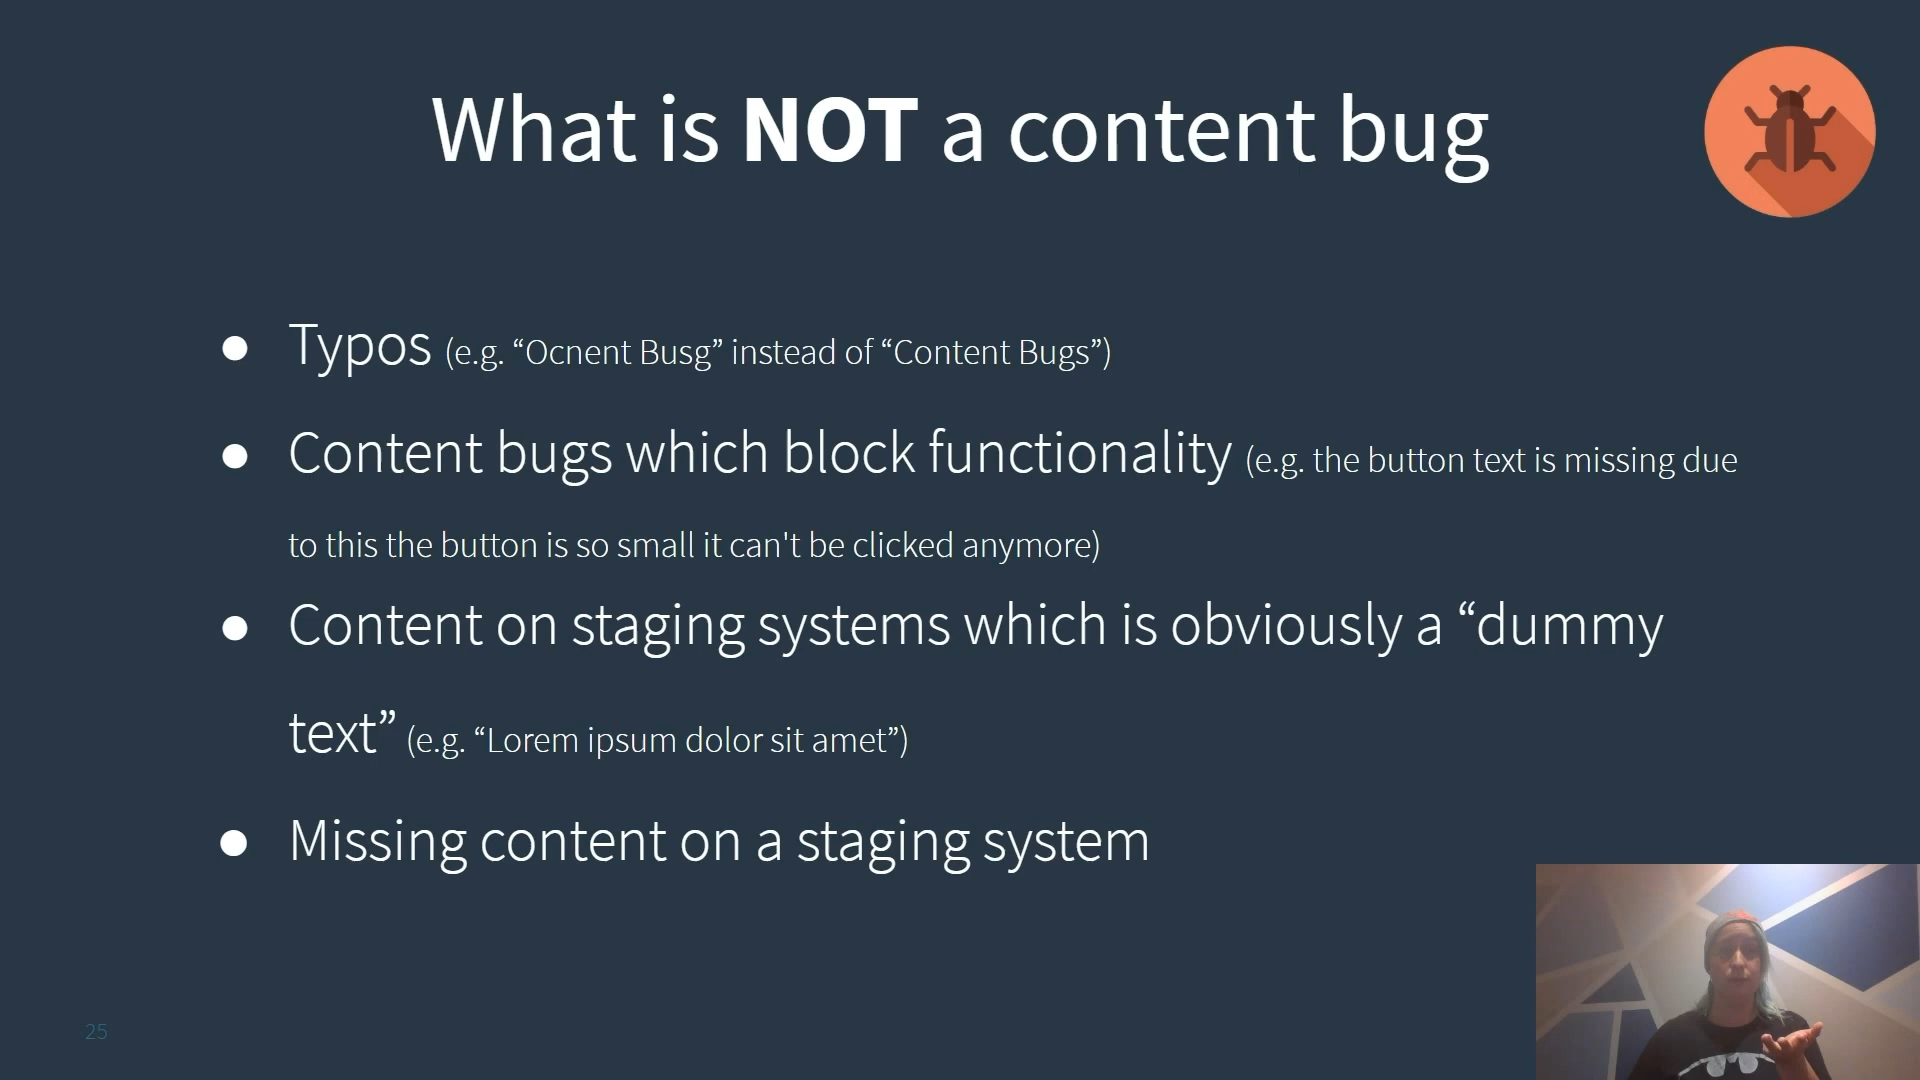 What is NOT a content bug
● Typos (e.g. “Ocnent Busg” instead of “Content Bugs”)
● Content bugs which block functionality (e.g. the button text is missing due
to this the button is so small it can't be clicked anymore)
● Content on staging systems which is obviously a “dummy
text” (e.g. “Lorem ipsum dolor sit amet”)
● Missing content on a staging system
25